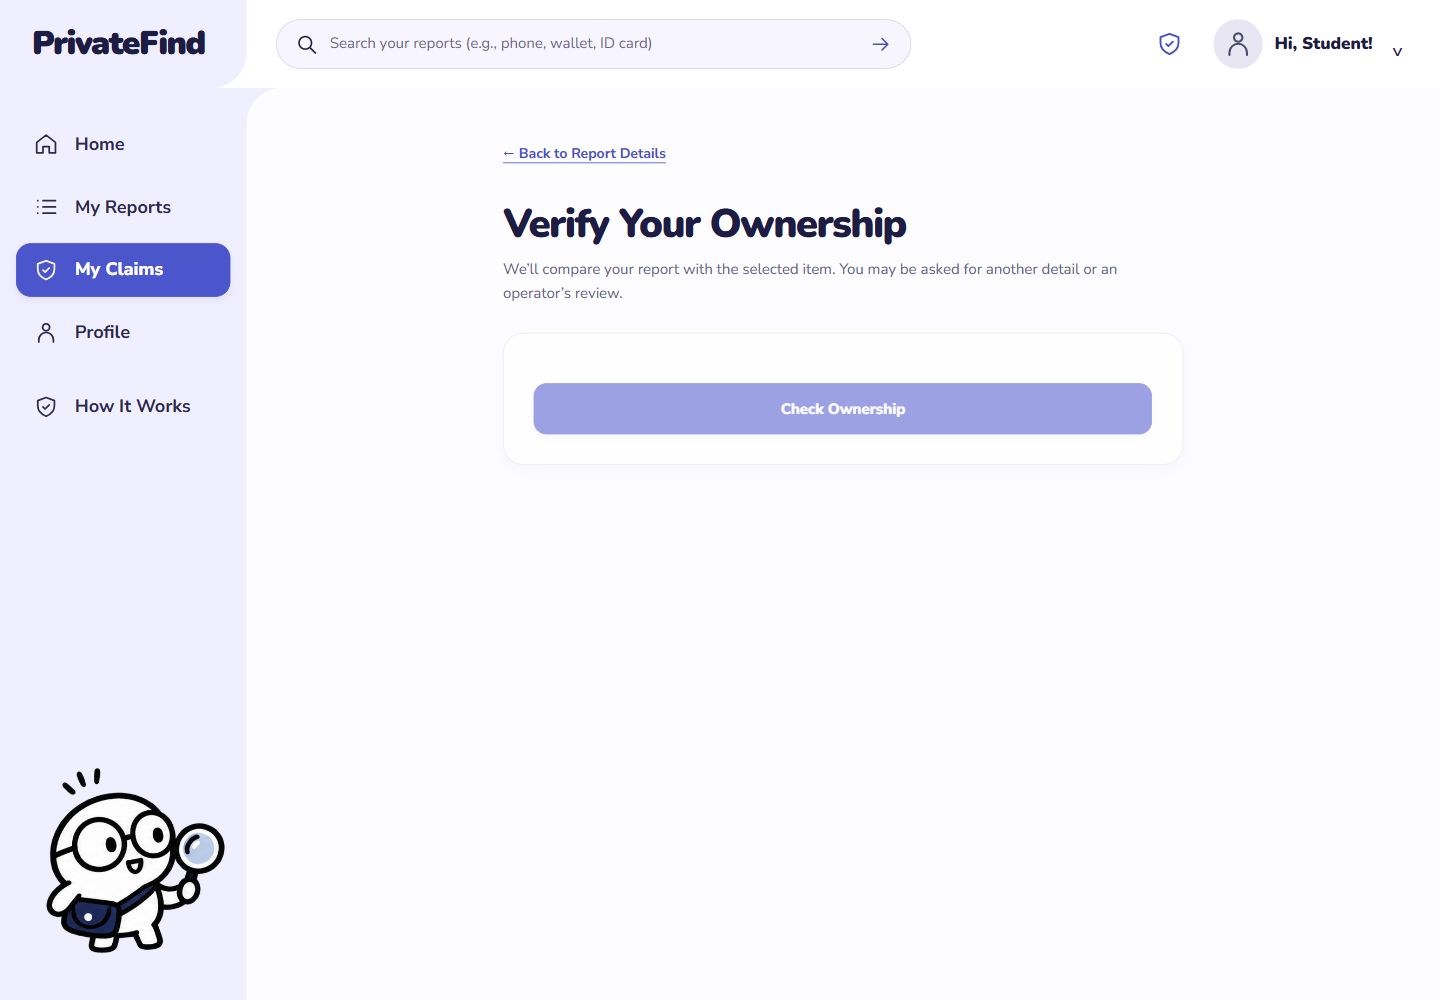 PrivateFind
Search your reports (e.g., phone, wallet, ID card)
Hi, Student!
Home
My Reports
My Claims
Profile
How It Works
← Back to Report Details
Verify Your Ownership
We’ll compare your report with the selected item. You may be asked for another detail or an
operator’s review.
Check Ownership